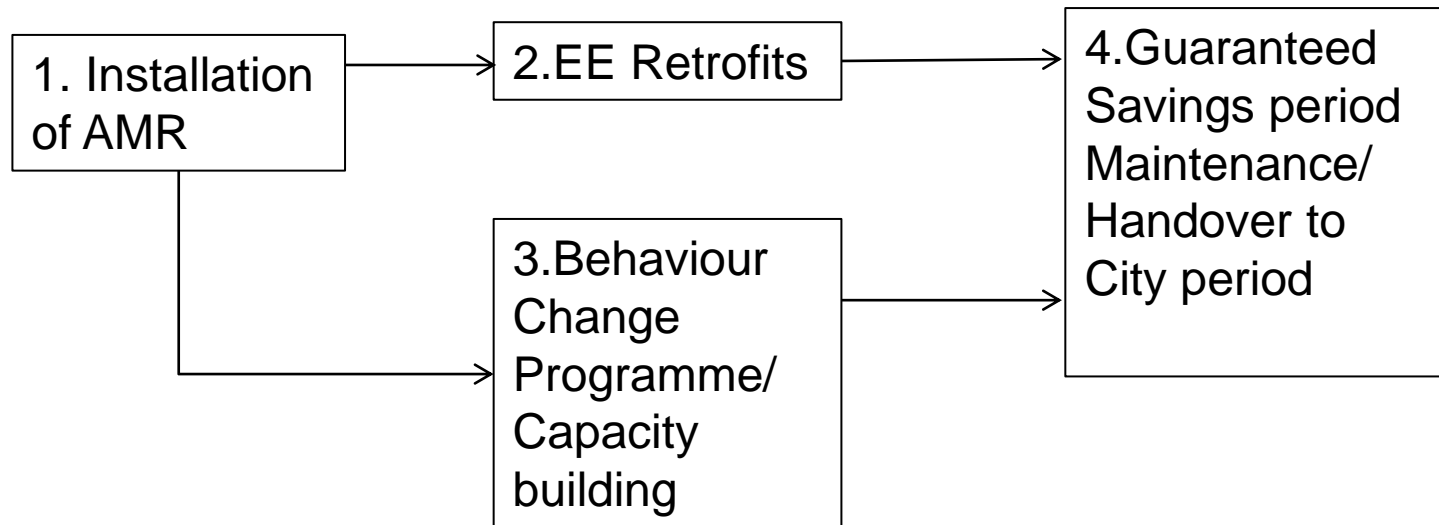 1. Installation
of AMR
2.EE Retrofits
3.Behaviour
Change
Programme/
Capacity
building
4.Guaranteed
Savings period
Maintenance/
Handover to
City period